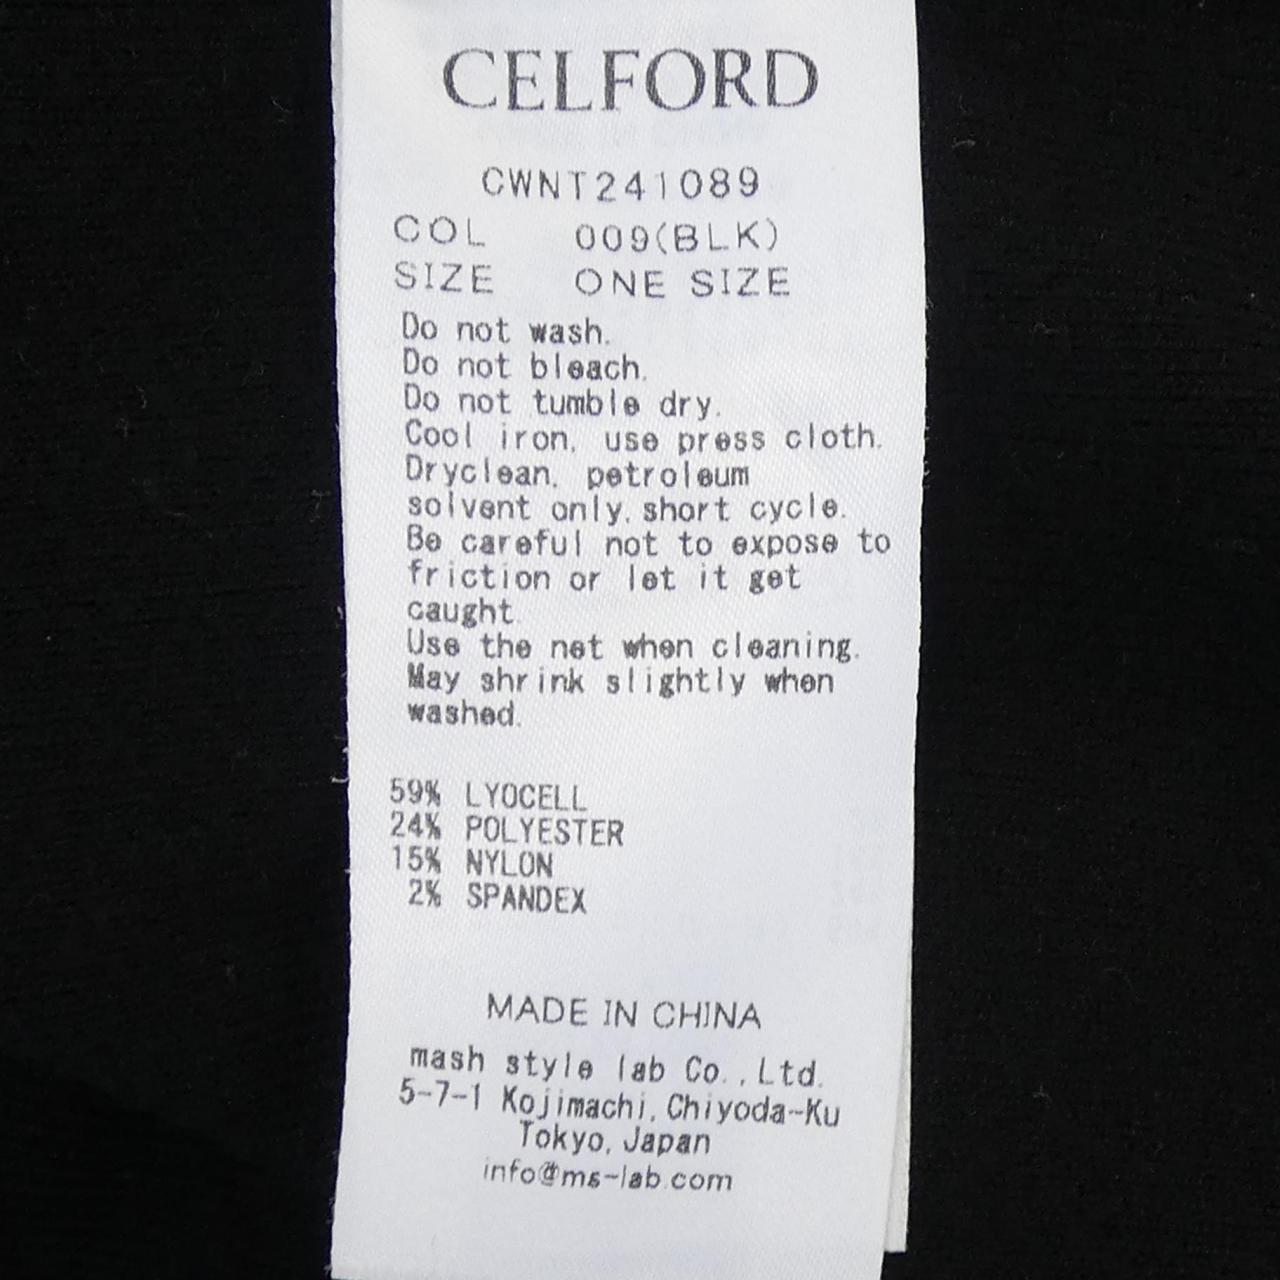 CELFORD
CWNT241089
COL 009(BLK)
SIZE ONE SIZE
Do not wash.
Do not bleach.
Do not tumble dry.
Cool iron, use press cloth.
Dryclean, petroleum
solvent only, short cycle.
Be careful not to expose to
friction or let it get
caught.
Use the net when cleaning.
May shrink slightly when
washed.
59% LYOCELL
24% POLYESTER
15% NYLON
2% SPANDEX
MADE IN CHINA
mash style lab Co., Ltd.
5-7-1 Kojimachi, Chiyoda-Ku
Tokyo, Japan
info@ms-lab.com